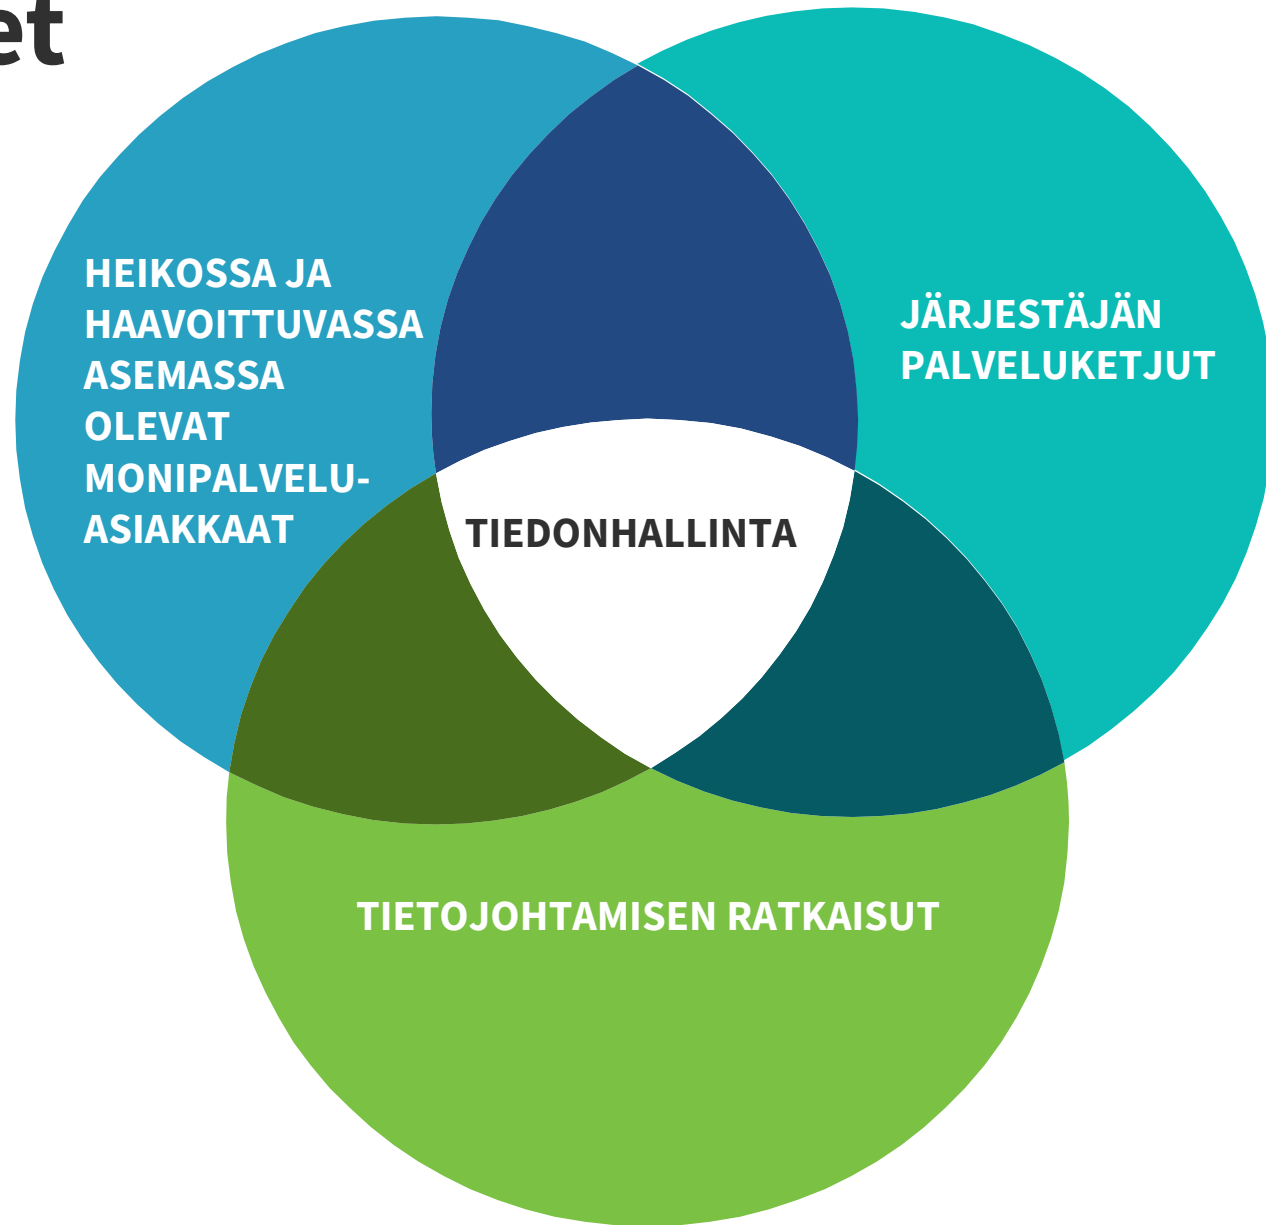 et
HEIKOSSA JA
HAAVOITTUVASSA
ASEMASSA
OLEVAT
MONIPALVELU-
ASIAKKAAT
JÄRJESTÄJÄN
PALVELUKETJUT
TIEDONHALLINTA
TIETOJOHTAMISEN RATKAISUT